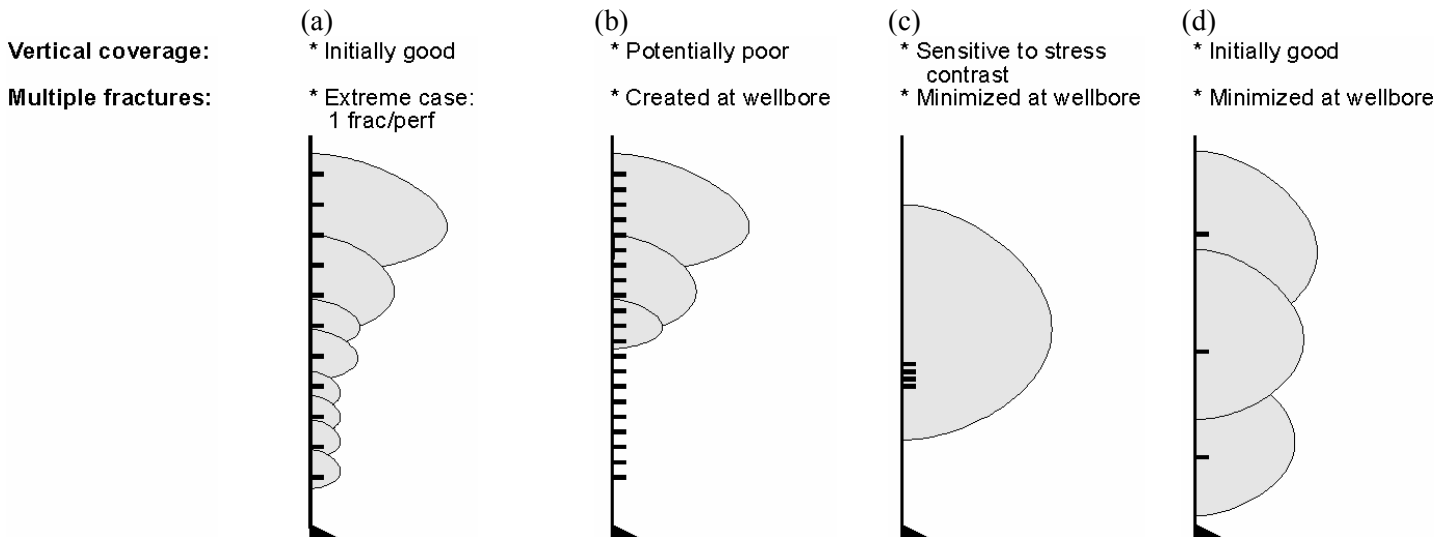 (a) (b) (c) (d)
Vertical coverage: * Initially good * Potentially poor * Sensitive to stress * Initially good
contrast
Multiple fractures: * Extreme case: * Created at wellbore * Minimized at wellbore * Minimized at wellbore
1 frac/perf